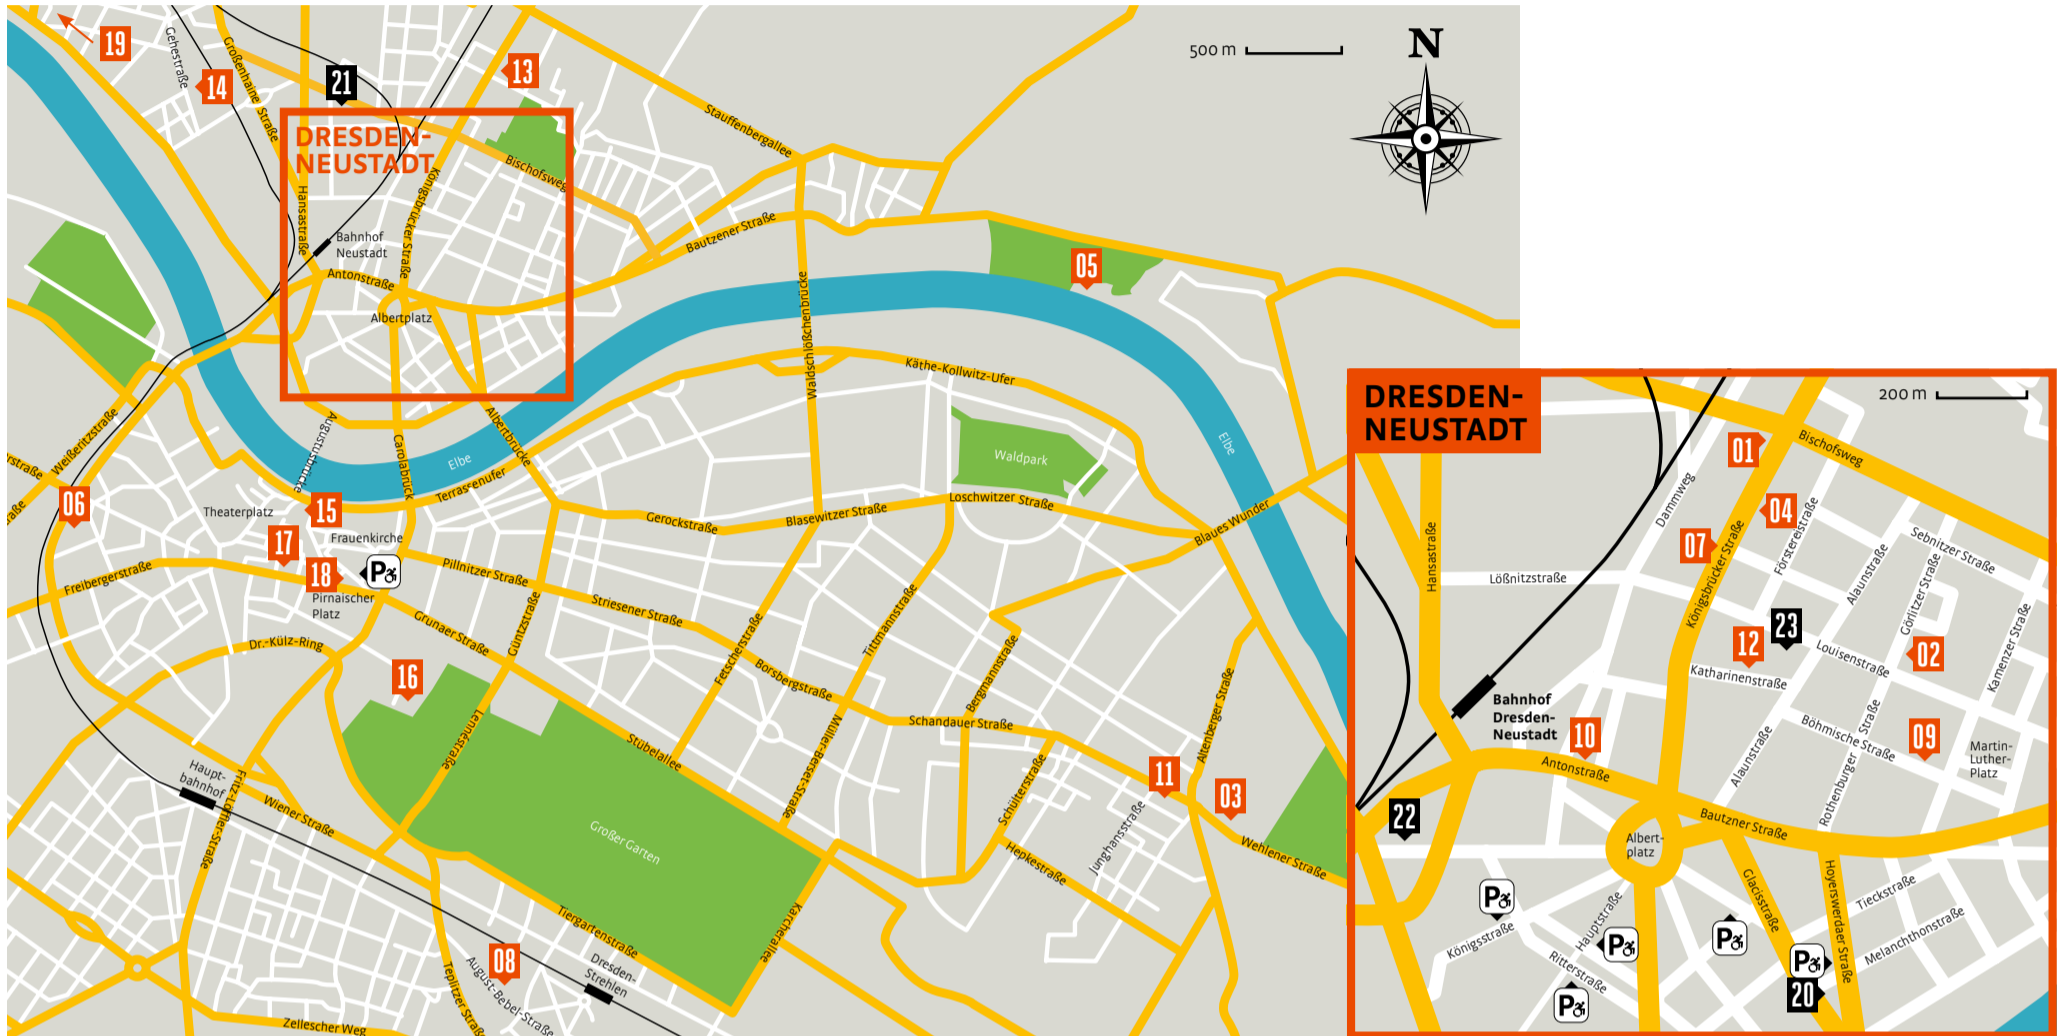 19
14
Gehestraße
Großenhainer Straße
21
13
500 m
N
DRESDEN-
NEUSTADT
Hansastraße
Königsbrücker Straße
Bischofsweg
Stauffenbergallee
Bahnhof
Neustadt
Antonstraße
Albertplatz
Bautzener Straße
Waldschlößchenbrücke
05
Käthe-Kollwitz-Ufer
Elbe
Waldpark
Weißeritzstraße
rstraße
raße
06
Augustusbrücke
Carolabrück
Elbe
Albertbrücke
Terrassenufer
Theaterplatz
15
17
Frauenkirche
18
P
Pirnaischer
Platz
Freibergerstraße
Gerockstraße
Blasewitzer Straße
Loschwitzer Straße
Blaues Wunder
Pillnitzer Straße
Striesener Straße
Grunaer Straße
Güntzstraße
Fetscherstraße
Tittmannstraße
Borsbergstraße
Bergmannstraße
Dr.-Külz-Ring
16
Lennéstraße
Stübelallee
Müller-Berset-Straße
Schandauer Straße
Altenberger Straße
11
03
Schlüterstraße
Junghansstraße
Wehlener Straße
Hepkestraße
Haupt-
bahnhof
Fritz-Löffler-Straße
Wiener Straße
Großer Garten
Tiergartenstraße
Karcherallee
08
Dresden-
Strehlen
August-Bebel-Straße
Teplitzer Straß
Zellescher Weg
DRESDEN-
NEUSTADT
200 m
01
Bischofsweg
Dammweg
04
07
Förstereistraße
Sebnitzer Straße
Hansastraße
Lößnitzstraße
Königsbrücker Straße
Alaunstraße
Görlitzer Straße
Kamenzer Straße
23
12
02
Louisenstraße
Katharinenstraße
Bahnhof
Dresden-
Neustadt
10
Böhmische Straße
09
Martin-
Luther-
Platz
Antonstraße
Alaunstraße
Rothenburger Straße
22
Bautzner Straße
Albert-
platz
P
Hauptstraße
P
Königsstraße
Ritterstraße
P
P
Glacisstraße
Hoyerswerdaer Straße
Tieckstraße
Melanchthonstraße
P
20